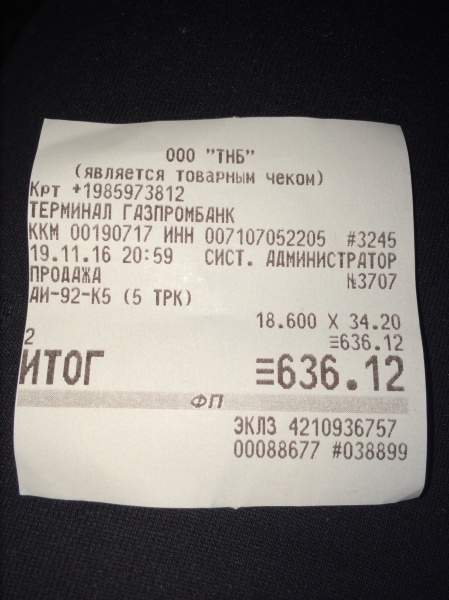 ООО "ТНБ"
(является товарным чеком)
Крт +1985973812
ТЕРМИНАЛ ГАЗПРОМБАНК
ККМ 00190717 ИНН 007107052205 #3245
19.11.16 20:59 СИСТ. АДМИНИСТРАТОР
ПРОДАЖА №3707
АИ-92-К5 (5 ТРК)
18.600 X 34.20
2 ≡636.12
ИТОГ ≡636.12
ФП
ЭКЛЗ 4210936757
00088677 #038899